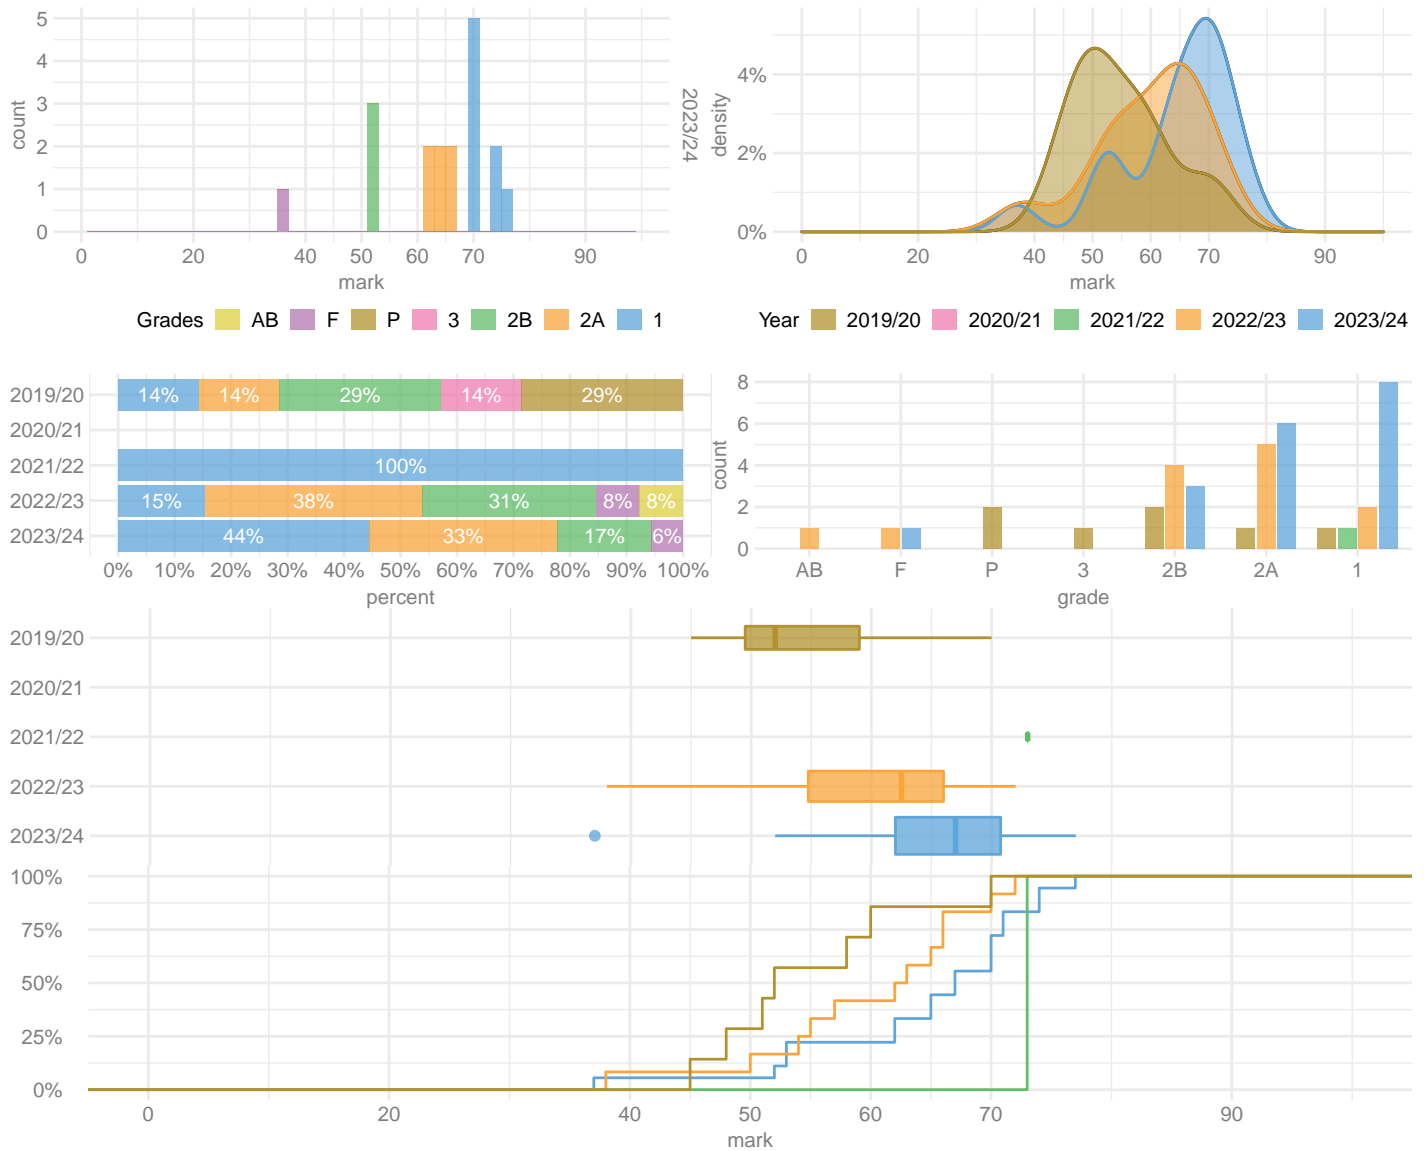 5
4
3
2
1
0
count
0 20 40 50 60 70 90
mark
2023/24
4%
2%
0%
density
0 20 40 50 60 70 90
mark
Grades AB F P 3 2B 2A 1
Year 2019/20 2020/21 2021/22 2022/23 2023/24
2019/20 14% 14% 29% 14% 29%
2020/21
2021/22 100%
2022/23 15% 38% 31% 8% 8%
2023/24 44% 33% 17% 6%
0% 10% 20% 30% 40% 50% 60% 70% 80% 90% 100%
percent
8
6
4
2
0
count
AB F P 3 2B 2A 1
grade
2019/20
2020/21
2021/22
2022/23
2023/24
100%
75%
50%
25%
0%
0 20 40 50 60 70 90
mark